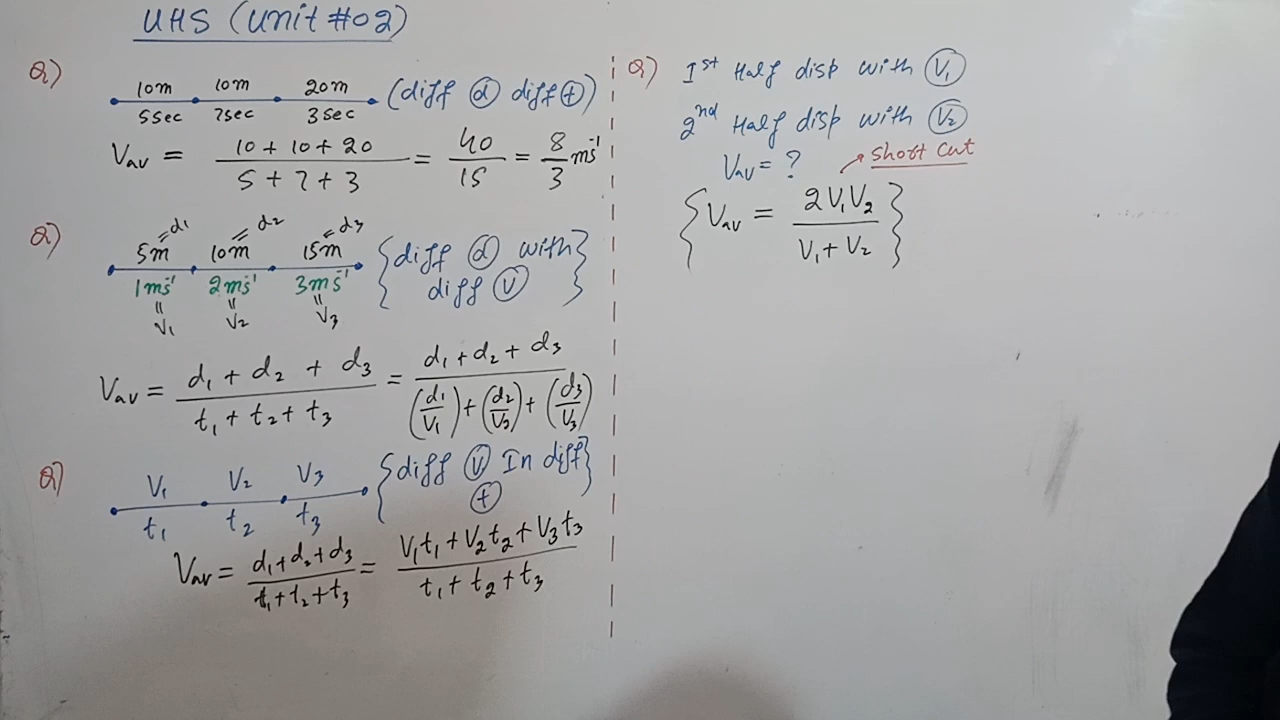 UHS (Unit #02)
Q)
10m 10m 20m (diff d diff t)
5sec 7sec 3sec
Vav = 10 + 10 + 20 / 5 + 7 + 3 = 40 / 15 = 8 / 3 ms⁻¹
Q)
= d1 = d2 = d3
5m 10m 15m {diff d with
1ms⁻¹ 2ms⁻¹ 3ms⁻¹ diff V}
= V1 = V2 = V3
Vav = d1 + d2 + d3 / t1 + t2 + t3 = d1 + d2 + d3 / (d1/V1) + (d2/V2) + (d3/V3)
Q)
V1 V2 V3 {diff V In diff
t1 t2 t3 t}
Vav = d1 + d2 + d3 / t1 + t2 + t3 = V1t1 + V2t2 + V3t3 / t1 + t2 + t3
Q) 1st Half disp with V1
2nd Half disp with V2
Vav = ? → Short Cut
{Vav = 2V1V2 / V1 + V2}